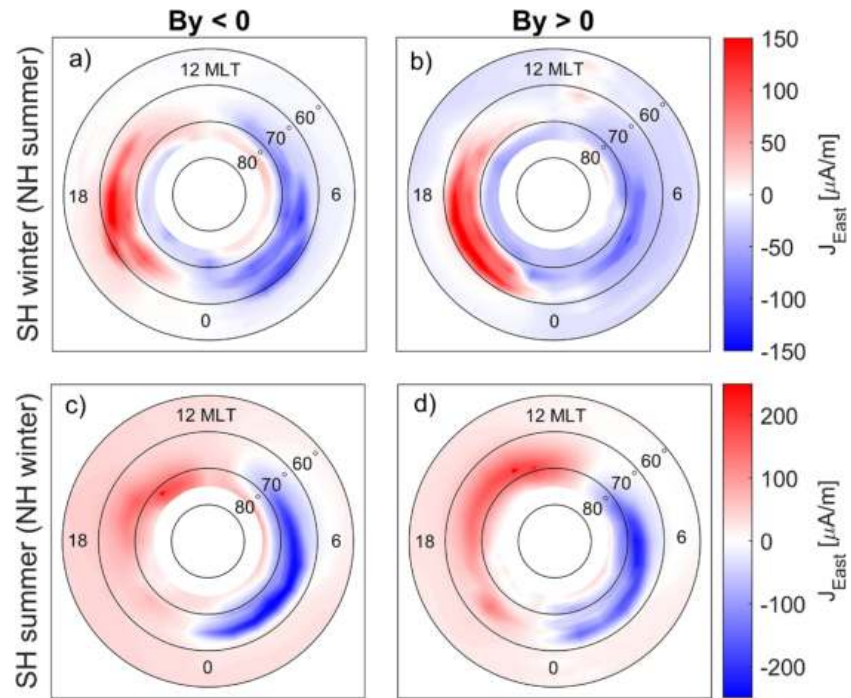 By < 0
By > 0
a)
12 MLT
60°
70°
80°
18
6
0
b)
12 MLT
60°
70°
80°
18
6
0
SH winter (NH summer)
150
100
50
0
-50
-100
-150
J_East [µA/m]
c)
12 MLT
60°
70°
80°
18
6
0
d)
12 MLT
60°
70°
80°
18
6
0
SH summer (NH winter)
200
100
0
-100
-200
J_East [µA/m]